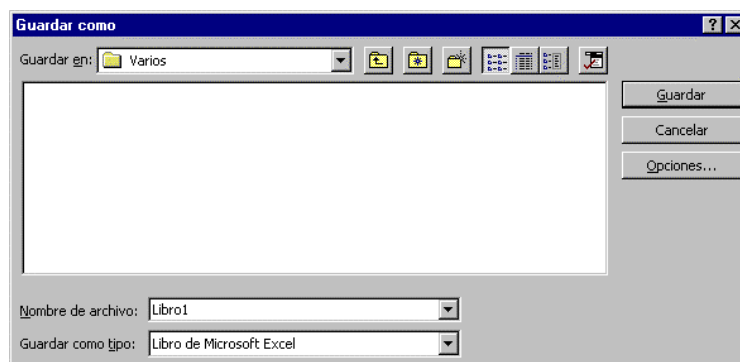 Guardar como
Guardar en: Varios
Guardar
Cancelar
Opciones...
Nombre de archivo: Libro1
Guardar como tipo: Libro de Microsoft Excel